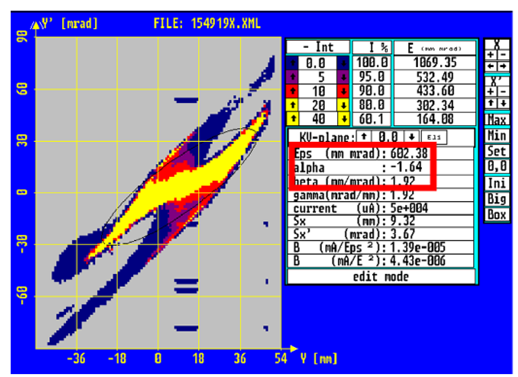 Y' [mrad]
FILE: 154919X.XML
90
60
30
0
-30
-60
-36 -18 0 18 36 54 Y [mm]
- Int I % E (mm mrad)
0.0 100.0 1069.35
5 95.0 532.49
10 90.0 433.60
20 80.0 302.34
40 60.1 164.08
KV-plane: 0,0 EJS
Eps (mm mrad): 602.38
alpha : -1.64
beta (mm/mrad): 1.92
gamma(mrad/mm): 1.92
current (uA): 5e+004
Sx (mm): 9.32
Sx' (mrad): 3.67
B (mA/Eps ²): 1.39e-005
B (mA/E ²): 4.43e-006
edit mode
X
+ -
X'
+ -
Max
Min
Set
0,0
Ini
Big
Box